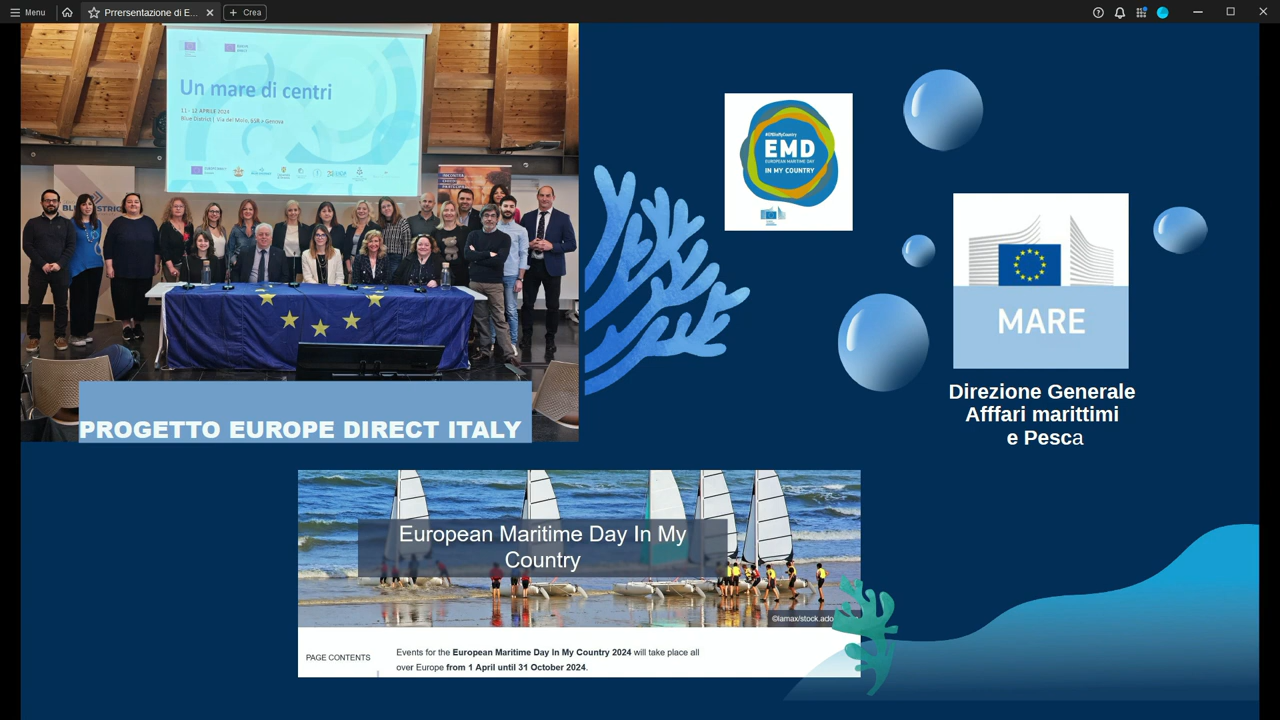 Menu
Prrersentazione di E...
Crea
Un mare di centri
11 - 12 APRILE 2024
Blue District | Via del Molo, 65R • Genova
PROGETTO EUROPE DIRECT ITALY
#EMDInMyCountry
EMD
EUROPEAN MARITIME DAY
IN MY COUNTRY
MARE
Direzione Generale
Afffari marittimi
e Pesca
European Maritime Day In My
Country
©lamax/stock.ado
PAGE CONTENTS
Events for the European Maritime Day In My Country 2024 will take place all
over Europe from 1 April until 31 October 2024.